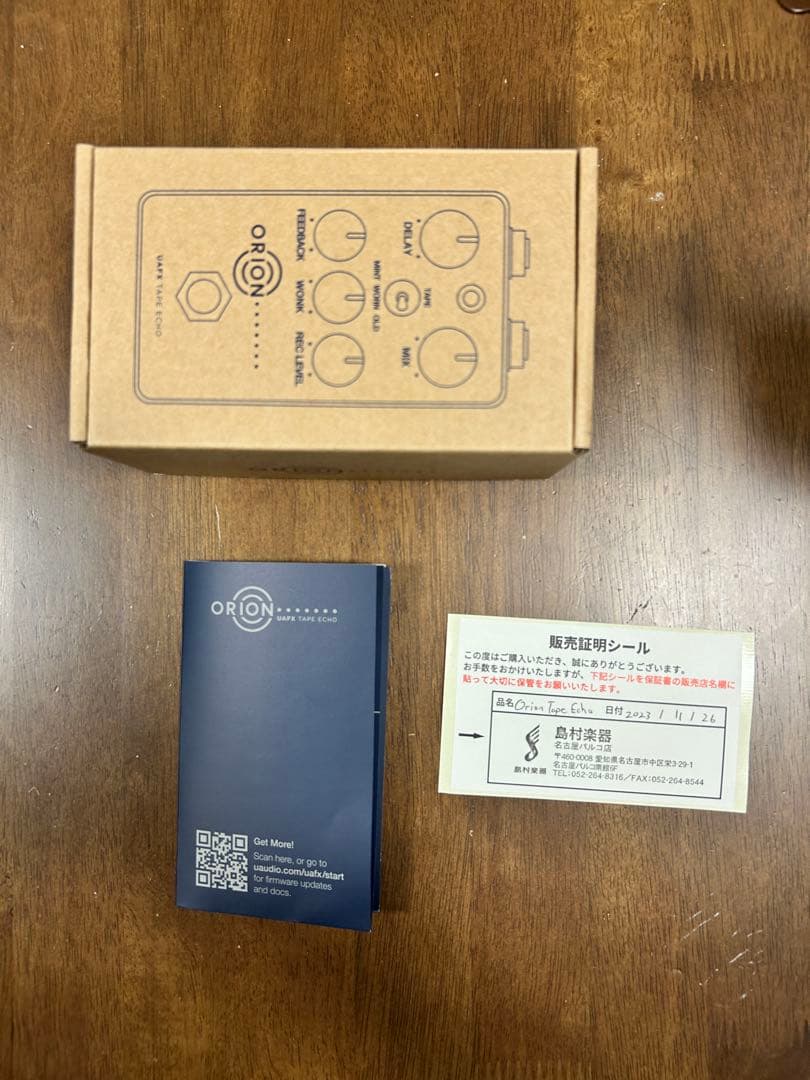 DELAY
TAPE
MINT WORN OLD
MIX
FEEDBACK
WONK
REC LEVEL
ORION
UAFX TAPE ECHO
ORION
ORION
UAFX TAPE ECHO
Get More!
Scan here, or go to
uaudio.com/uafx/start
for firmware updates
and docs.
販売証明シール
この度はご購入いただき、誠にありがとうございます。
お手数をおかけいたしますが、下記シールを保証書の販売店名欄に
貼って大切に保管をお願いいたします。
品名 Orion Tape Echo 日付 2023 / 11 / 26
島村楽器
島村楽器
名古屋パルコ店
〒460-0008 愛知県名古屋市中区栄3-29-1
名古屋パルコ南館6F
TEL:052-264-8316/FAX:052-264-8544